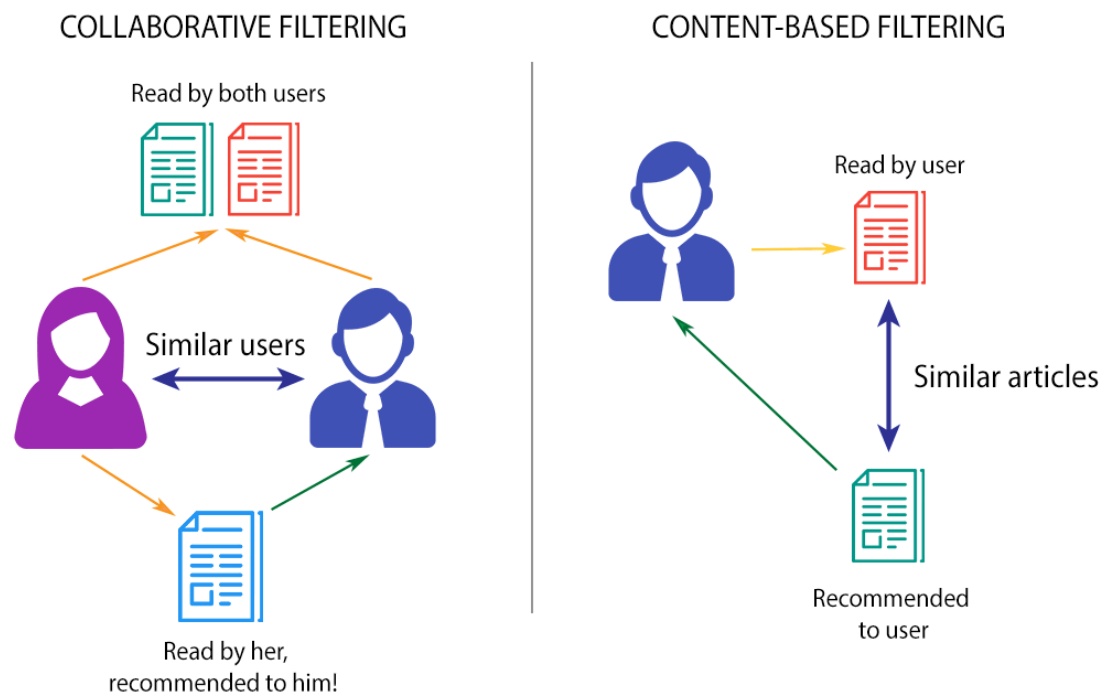 COLLABORATIVE FILTERING
Read by both users
Similar users
Read by her,
recommended to him!
CONTENT-BASED FILTERING
Read by user
Similar articles
Recommended
to user